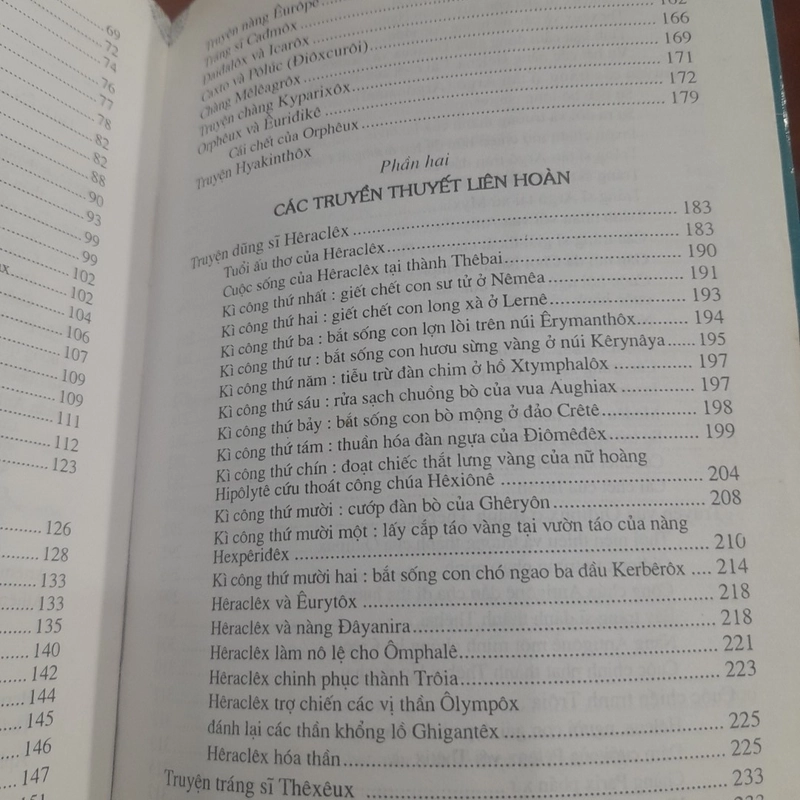 69
72
74
76
77
78
82
82
88
90
93
99
99
102
102
104
106
107
109
109
111
112
123
126
128
133
133
135
140
142
144
145
146
147
Truyện nàng Êurôpê
Tráng sĩ Cadmôx
Daidalôx và Icarôx
Caxto và Pôluc (Điôxcurôi) 166
Chàng Mêlêagrôx 169
Truyện chàng Kyparixôx 171
Orphêux và Êuridikê 172
Cái chết của Orphêux 179
Truyện Hyakinthôx
Phần hai
CÁC TRUYỀN THUYẾT LIÊN HOÀN
Truyện dũng sĩ Hêraclêx 183
Tuổi ấu thơ của Hêraclêx 183
Cuộc sống của Hêraclêx tại thành Thêbai 190
Kì công thứ nhất : giết chết con sư tử ở Nêmêa 191
Kì công thứ hai : giết chết con long xà ở Lernê 193
Kì công thứ ba : bắt sống con lợn lòi trên núi Êrymanthôx 194
Kì công thứ tư : bắt sống con hươu sừng vàng ở núi Kêrynâya 195
Kì công thứ năm : tiễu trừ đàn chim ở hồ Xtymphalôx 197
Kì công thứ sáu : rửa sạch chuồng bò của vua Aughiax 197
Kì công thứ bảy : bắt sống con bò mộng ở đảo Crêtê 198
Kì công thứ tám : thuần hóa đàn ngựa của Điômêđêx 199
Kì công thứ chín : đoạt chiếc thắt lưng vàng của nữ hoàng
Hipôlytê cứu thoát công chúa Hêxiônê 204
Kì công thứ mười : cướp đàn bò của Ghêryôn 208
Kì công thứ mười một : lấy cắp táo vàng tại vườn táo của nàng
Hexpêriđêx 210
Kì công thứ mười hai : bắt sống con chó ngao ba đầu Kerbêrôx 214
Hêraclêx và Êurytôx 218
Hêraclêx và nàng Đâyanira 218
Hêraclêx làm nô lệ cho Ômphalê 221
Hêraclêx chinh phục thành Trôia 223
Hêraclêx trợ chiến các vị thần Ôlympôx
đánh lại các thần khổng lồ Ghigantêx 225
Hêraclêx hóa thần 225
Truyện tráng sĩ Thêxêux 233